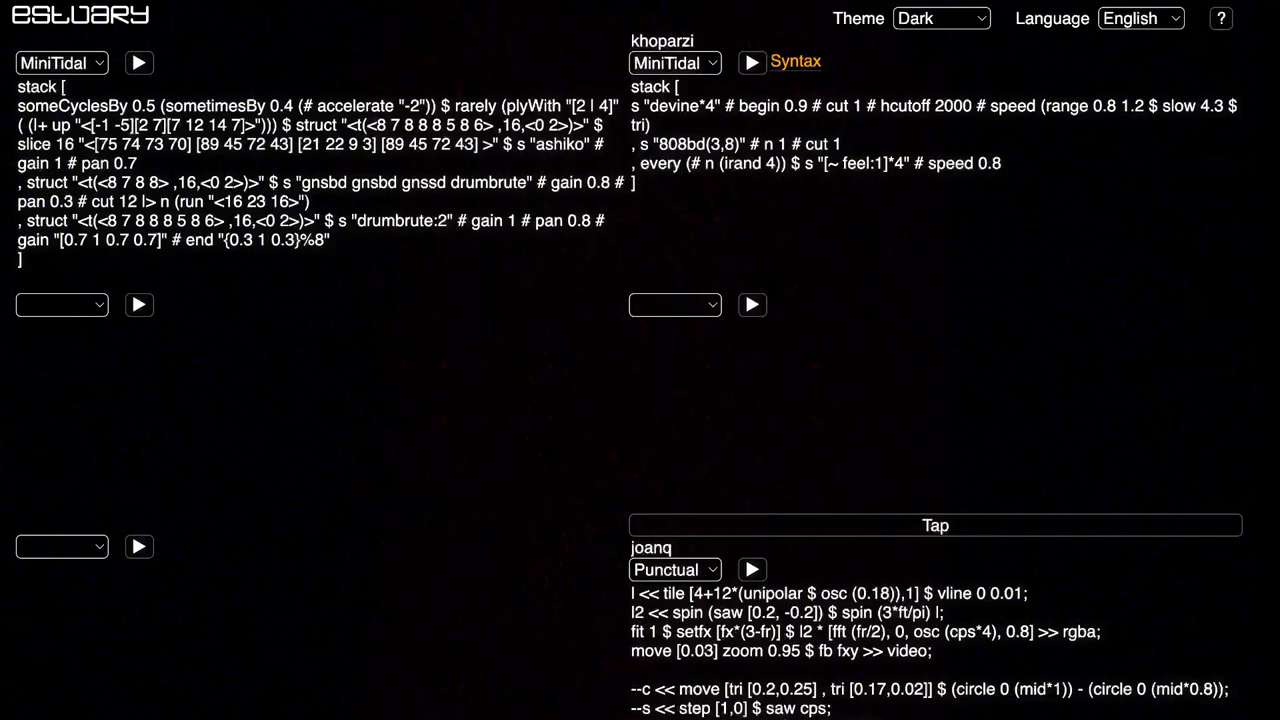 estuary
Theme Dark Language English ?
MiniTidal
stack [
someCyclesBy 0.5 (sometimesBy 0.4 (# accelerate "-2")) $ rarely (plyWith "[2 | 4]"
( (|+ up "<[-1 -5][2 7][7 12 14 7]>"))) $ struct "<t(<8 7 8 8 8 5 8 6> ,16,<0 2>)>" $
slice 16 "<[75 74 73 70] [89 45 72 43] [21 22 9 3] [89 45 72 43] >" $ s "ashiko" #
gain 1 # pan 0.7
, struct "<t(<8 7 8 8> ,16,<0 2>)>" $ s "gnsbd gnsbd gnssd drumbrute" # gain 0.8 #
pan 0.3 # cut 12 |> n (run "<16 23 16>")
, struct "<t(<8 7 8 8 8 5 8 6> ,16,<0 2>)>" $ s "drumbrute:2" # gain 1 # pan 0.8 #
gain "[0.7 1 0.7 0.7]" # end "{0.3 1 0.3}%8"
]
khoparzi
MiniTidal Syntax
stack [
s "devine*4" # begin 0.9 # cut 1 # hcutoff 2000 # speed (range 0.8 1.2 $ slow 4.3 $
tri)
, s "808bd(3,8)" # n 1 # cut 1
, every (# n (irand 4)) $ s "[~ feel:1]*4" # speed 0.8
]
Tap
joanq
Punctual
l << tile [4+12*(unipolar $ osc (0.18)),1] $ vline 0 0.01;
l2 << spin (saw [0.2, -0.2]) $ spin (3*ft/pi) l;
fit 1 $ setfx [fx*(3-fr)] $ l2 * [fft (fr/2), 0, osc (cps*4), 0.8] >> rgba;
move [0.03] zoom 0.95 $ fb fxy >> video;
--c << move [tri [0.2,0.25] , tri [0.17,0.02]] $ (circle 0 (mid*1)) - (circle 0 (mid*0.8));
--s << step [1,0] $ saw cps;